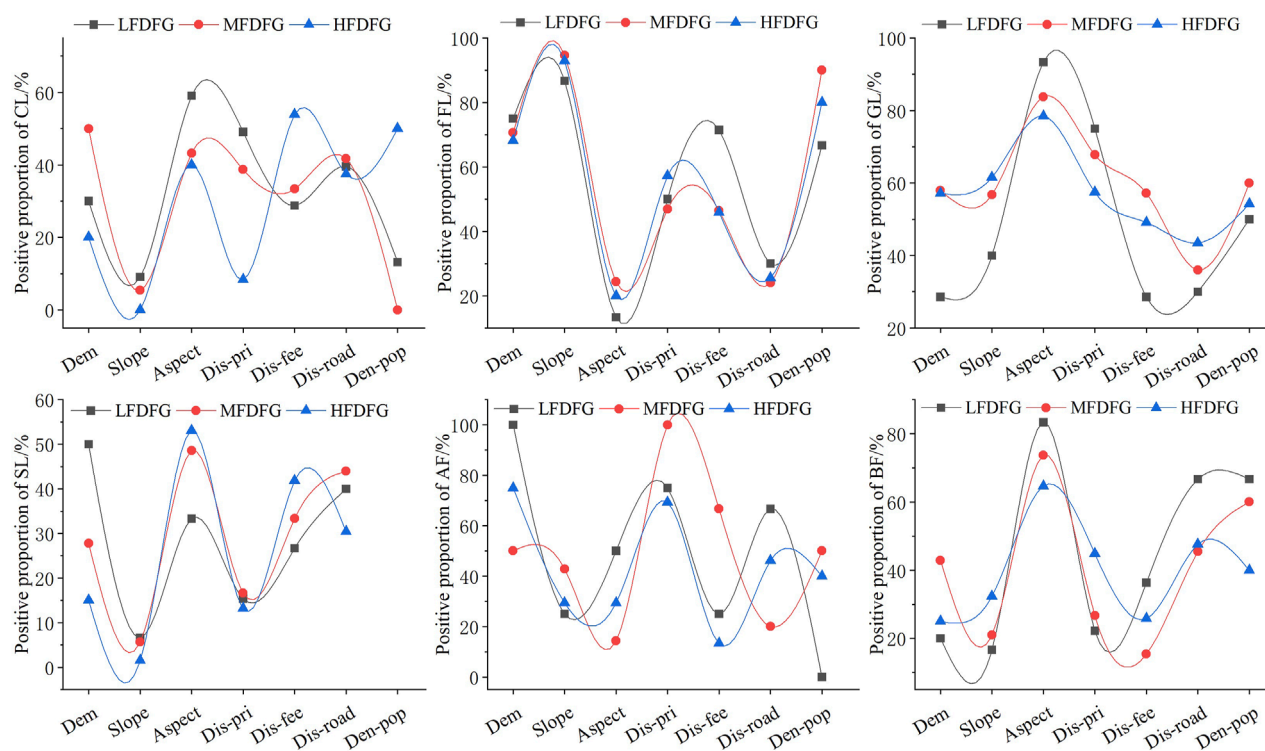 LFDFG MFDFG HFDFG
Positive proportion of CL/%
60
40
20
0
Dem Slope Aspect Dis-pri Dis-fee Dis-road Den-pop
LFDFG MFDFG HFDFG
Positive proportion of FL/%
100
80
60
40
20
Dem Slope Aspect Dis-pri Dis-fee Dis-road Den-pop
LFDFG MFDFG HFDFG
Positive proportion of GL/%
100
80
60
40
20
Dem Slope Aspect Dis-pri Dis-fee Dis-road Den-pop
LFDFG MFDFG HFDFG
Positive proportion of SL/%
60
50
40
30
20
10
0
Dem Slope Aspect Dis-pri Dis-fee Dis-road Den-pop
LFDFG MFDFG HFDFG
Positive proportion of AF/%
100
80
60
40
20
0
Dem Slope Aspect Dis-pri Dis-fee Dis-road Den-pop
LFDFG MFDFG HFDFG
Positive proportion of BF/%
80
60
40
20
Dem Slope Aspect Dis-pri Dis-fee Dis-road Den-pop